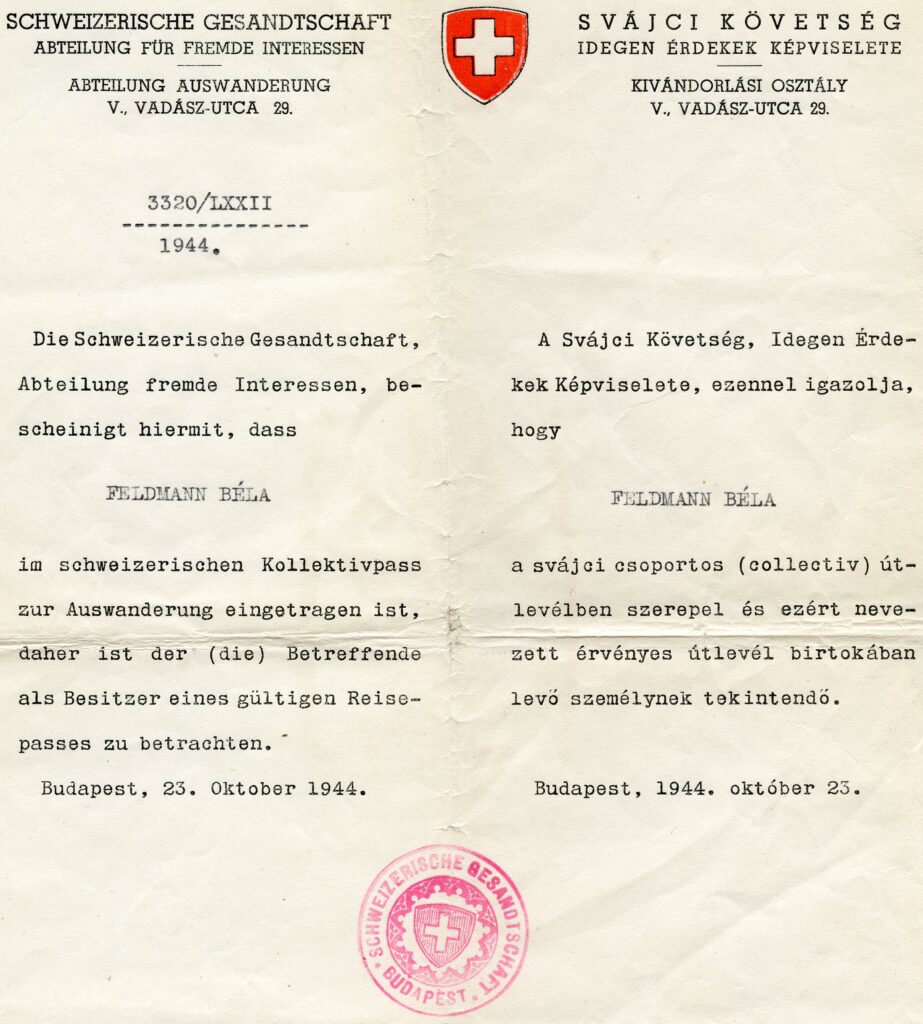 SCHWEIZERISCHE GESANDTSCHAFT
ABTEILUNG FÜR FREMDE INTERESSEN
ABTEILUNG AUSWANDERUNG
V., VADÁSZ-UTCA 29.
SVÁJCI KÖVETSÉG
IDEGEN ÉRDEKEK KÉPVISELETE
KIVÁNDORLÁSI OSZTÁLY
V., VADÁSZ-UTCA 29.
3320/LXXII
1944.
Die Schweizerische Gesandtschaft,
Abteilung fremde Interessen, be-
scheinigt hiermit, dass
FELDMANN BÉLA
im schweizerischen Kollektivpass
zur Auswanderung eingetragen ist,
daher ist der (die) Betreffende
als Besitzer eines gültigen Reise-
passes zu betrachten.
Budapest, 23. Oktober 1944.
A Svájci Követség, Idegen Érde-
kek Képviselete, ezennel igazolja,
hogy
FELDMANN BÉLA
a svájci csoportos (collectiv) út-
levélben szerepel és ezért neve-
zett érvényes útlevél birtokában
levő személynek tekintendő.
Budapest, 1944. október 23.
SCHWEIZERISCHE GESANDTSCHAFT
* BUDAPEST. *